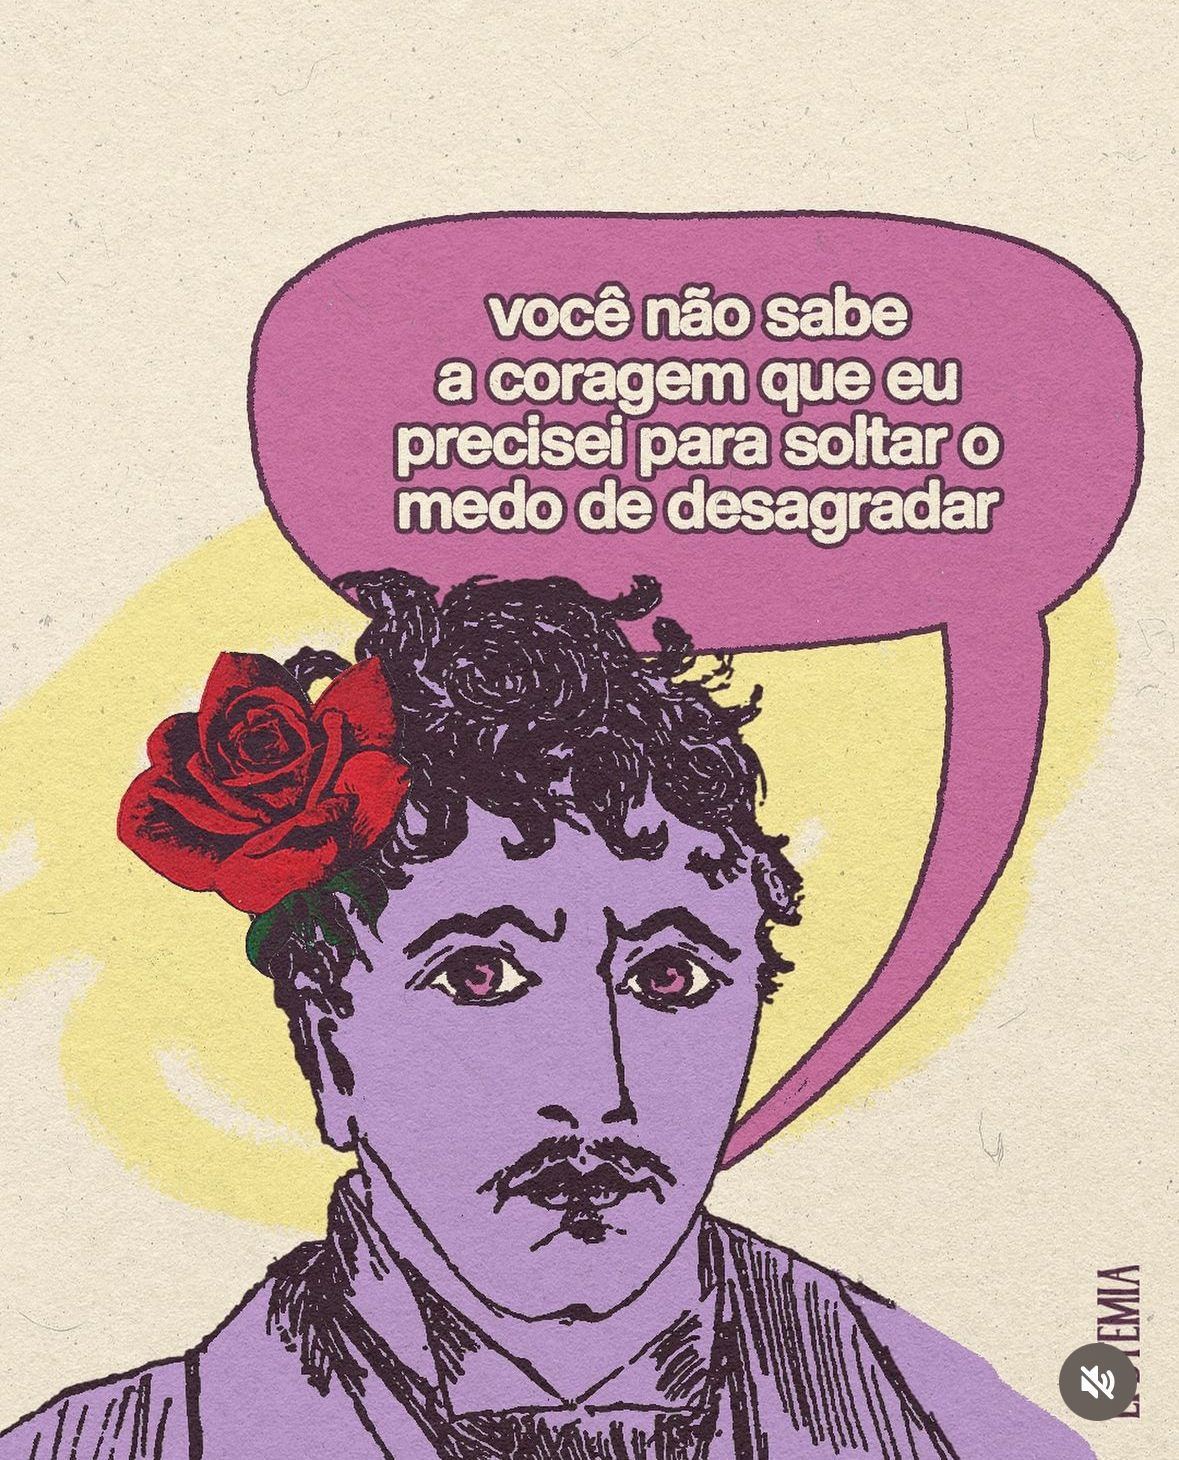 você não sabe
a coragem que eu
precisei para soltar o
medo de desagradar